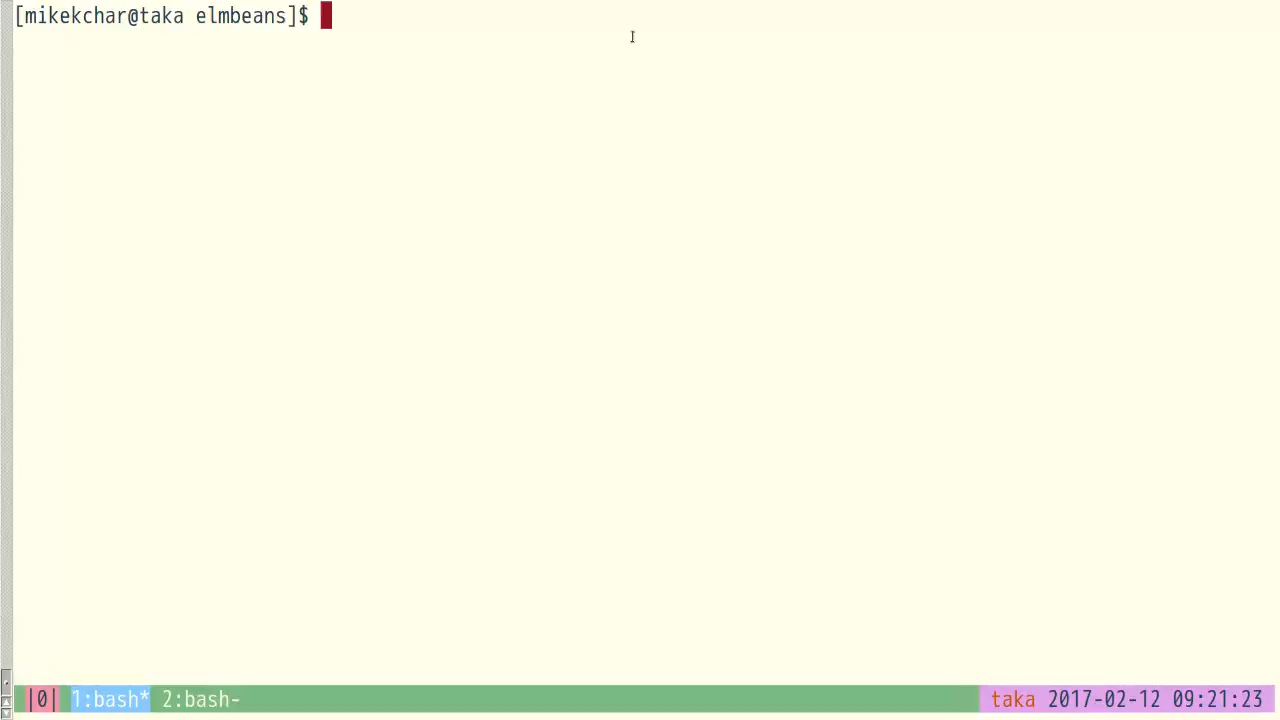 [mikekchar@taka elmbeans]$
|0| 1:bash* 2:bash- taka 2017-02-12 09:21:23